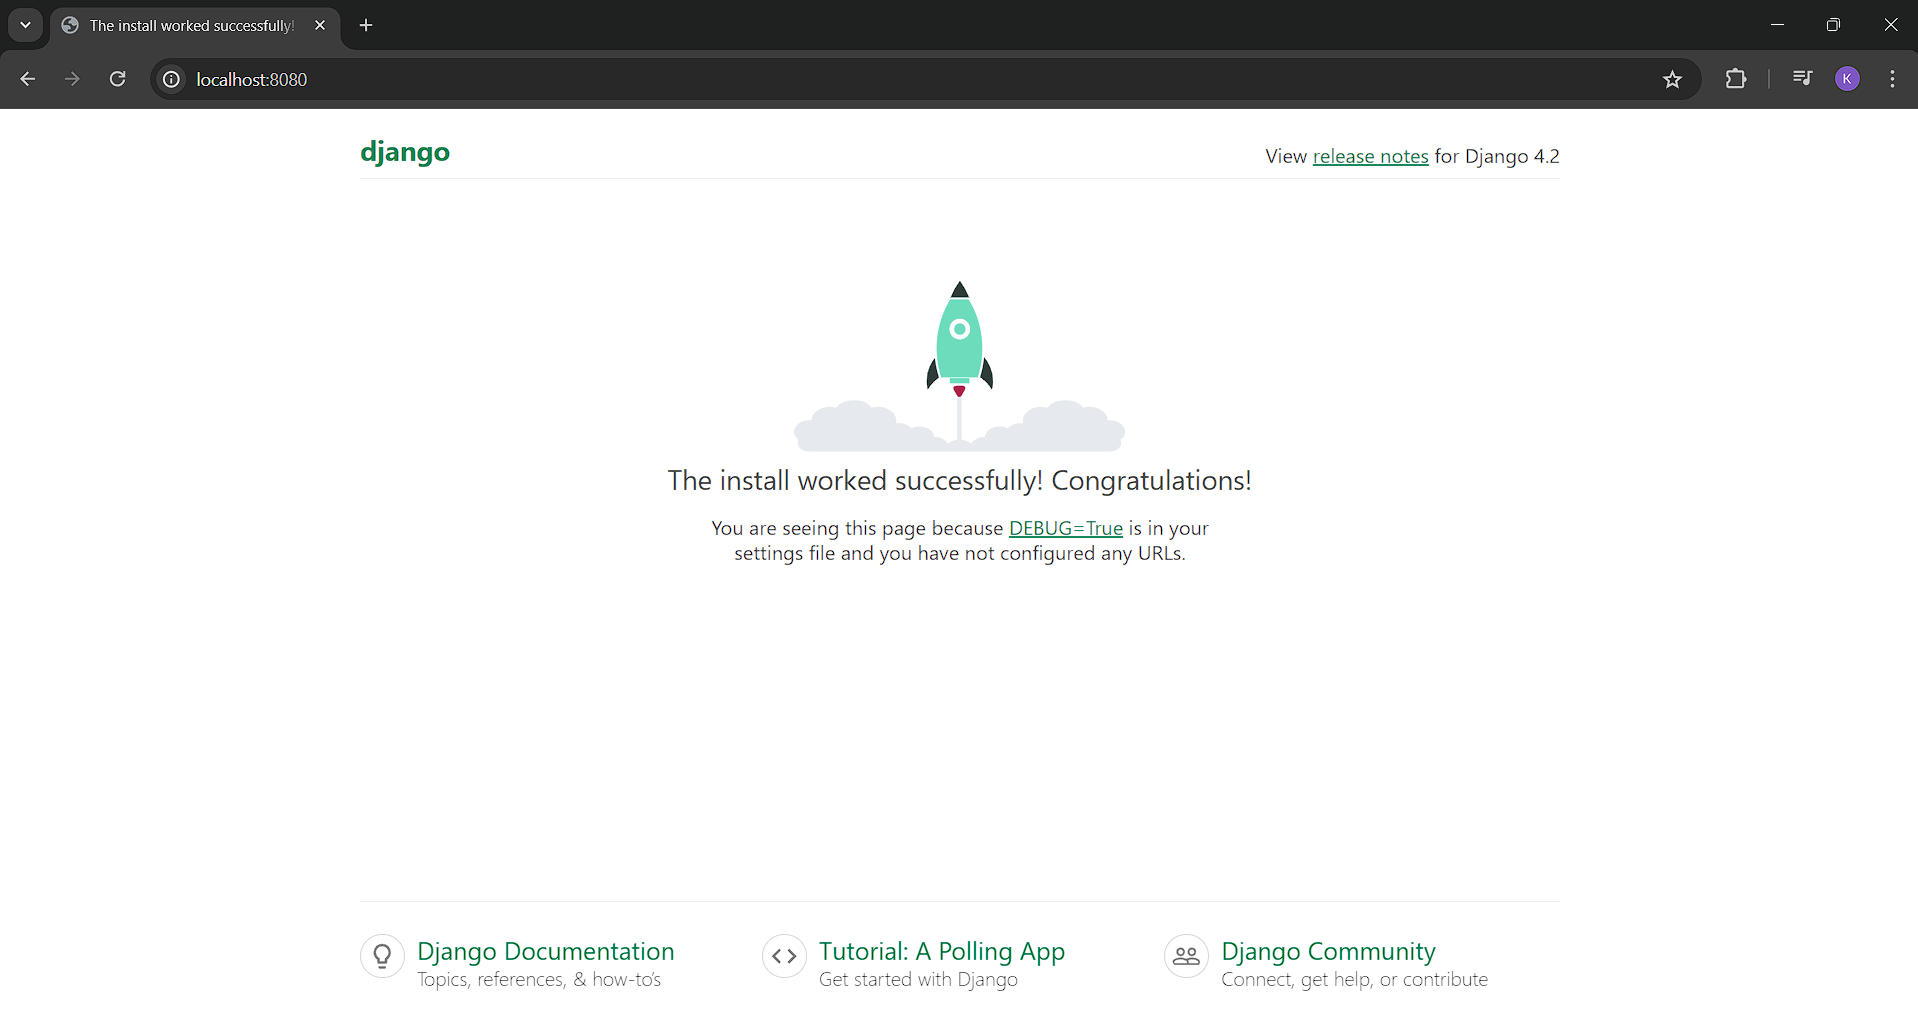 The install worked successfully!
localhost:8080
K
django
View release notes for Django 4.2
The install worked successfully! Congratulations!
You are seeing this page because DEBUG=True is in your
settings file and you have not configured any URLs.
Django Documentation
Topics, references, & how-to’s
Tutorial: A Polling App
Get started with Django
Django Community
Connect, get help, or contribute